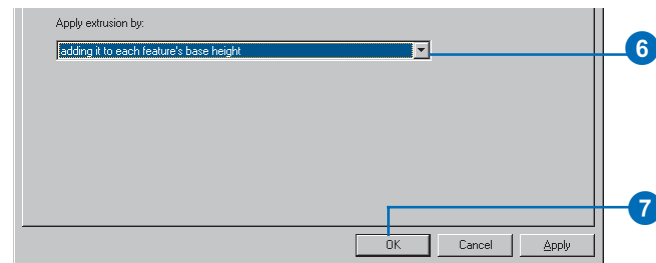 Apply extrusion by:
adding it to each feature's base height
6
7
OK Cancel Apply